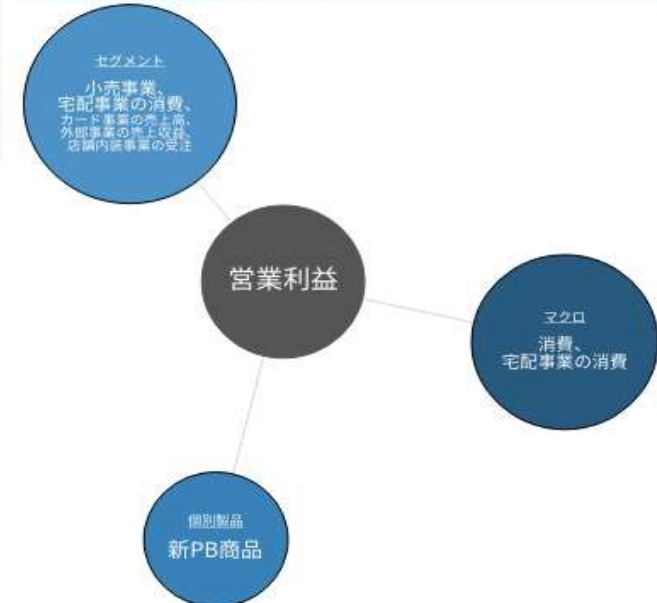 セグメント
小売事業、
宅配事業の消費、
カード事業の売上高、
外部事業の売上収益、
店舗内装事業の受注
営業利益
マクロ
消費、
宅配事業の消費
個別製品
新PB商品